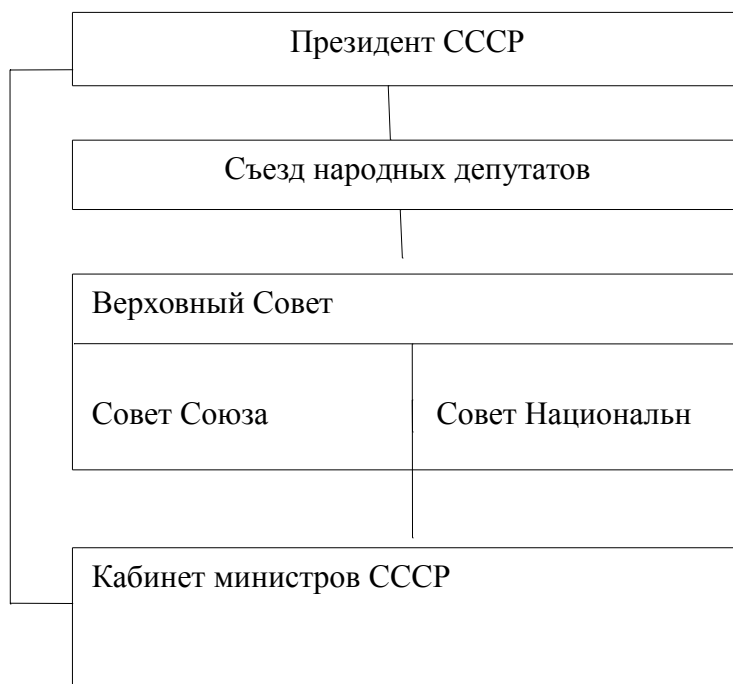 Президент СССР
Съезд народных депутатов
Верховный Совет
Совет Союза
Совет Национальн
Кабинет министров СССР